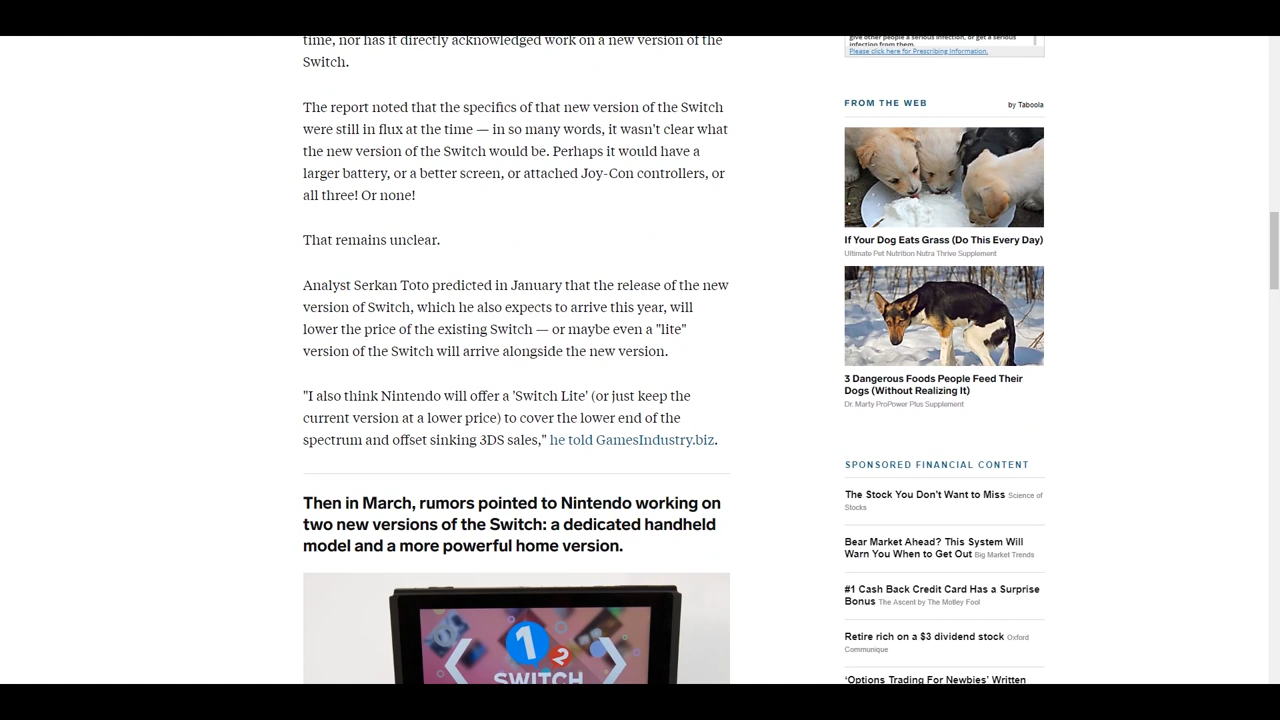 time, nor has it directly acknowledged work on a new version of the
Switch.
The report noted that the specifics of that new version of the Switch
were still in flux at the time — in so many words, it wasn't clear what
the new version of the Switch would be. Perhaps it would have a
larger battery, or a better screen, or attached Joy-Con controllers, or
all three! Or none!
That remains unclear.
Analyst Serkan Toto predicted in January that the release of the new
version of Switch, which he also expects to arrive this year, will
lower the price of the existing Switch — or maybe even a "lite"
version of the Switch will arrive alongside the new version.
"I also think Nintendo will offer a 'Switch Lite' (or just keep the
current version at a lower price) to cover the lower end of the
spectrum and offset sinking 3DS sales," he told GamesIndustry.biz.
Then in March, rumors pointed to Nintendo working on
two new versions of the Switch: a dedicated handheld
model and a more powerful home version.
1
2
SWITCH
give other people a serious infection, or get a serious
infection from them.
Please click here for Prescribing Information.
FROM THE WEB
by Taboola
If Your Dog Eats Grass (Do This Every Day)
Ultimate Pet Nutrition Nutra Thrive Supplement
3 Dangerous Foods People Feed Their
Dogs (Without Realizing It)
Dr. Marty ProPower Plus Supplement
SPONSORED FINANCIAL CONTENT
The Stock You Don't Want to Miss Science of
Stocks
Bear Market Ahead? This System Will
Warn You When to Get Out Big Market Trends
#1 Cash Back Credit Card Has a Surprise
Bonus The Ascent by The Motley Fool
Retire rich on a $3 dividend stock Oxford
Communique
'Options Trading For Newbies' Written